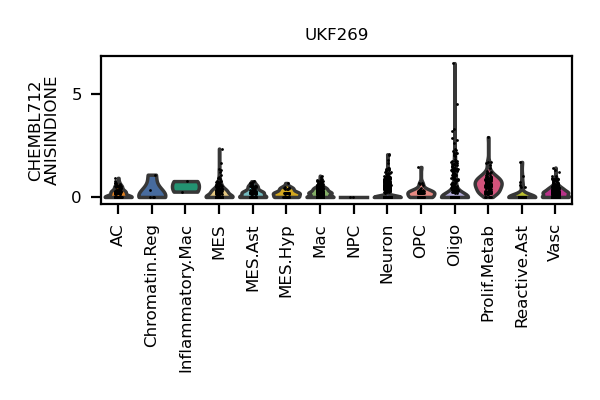 UKF269
CHEMBL712
ANISINDIONE
5
0
AC
Chromatin.Reg
Inflammatory.Mac
MES
MES.Ast
MES.Hyp
Mac
NPC
Neuron
OPC
Oligo
Prolif.Metab
Reactive.Ast
Vasc